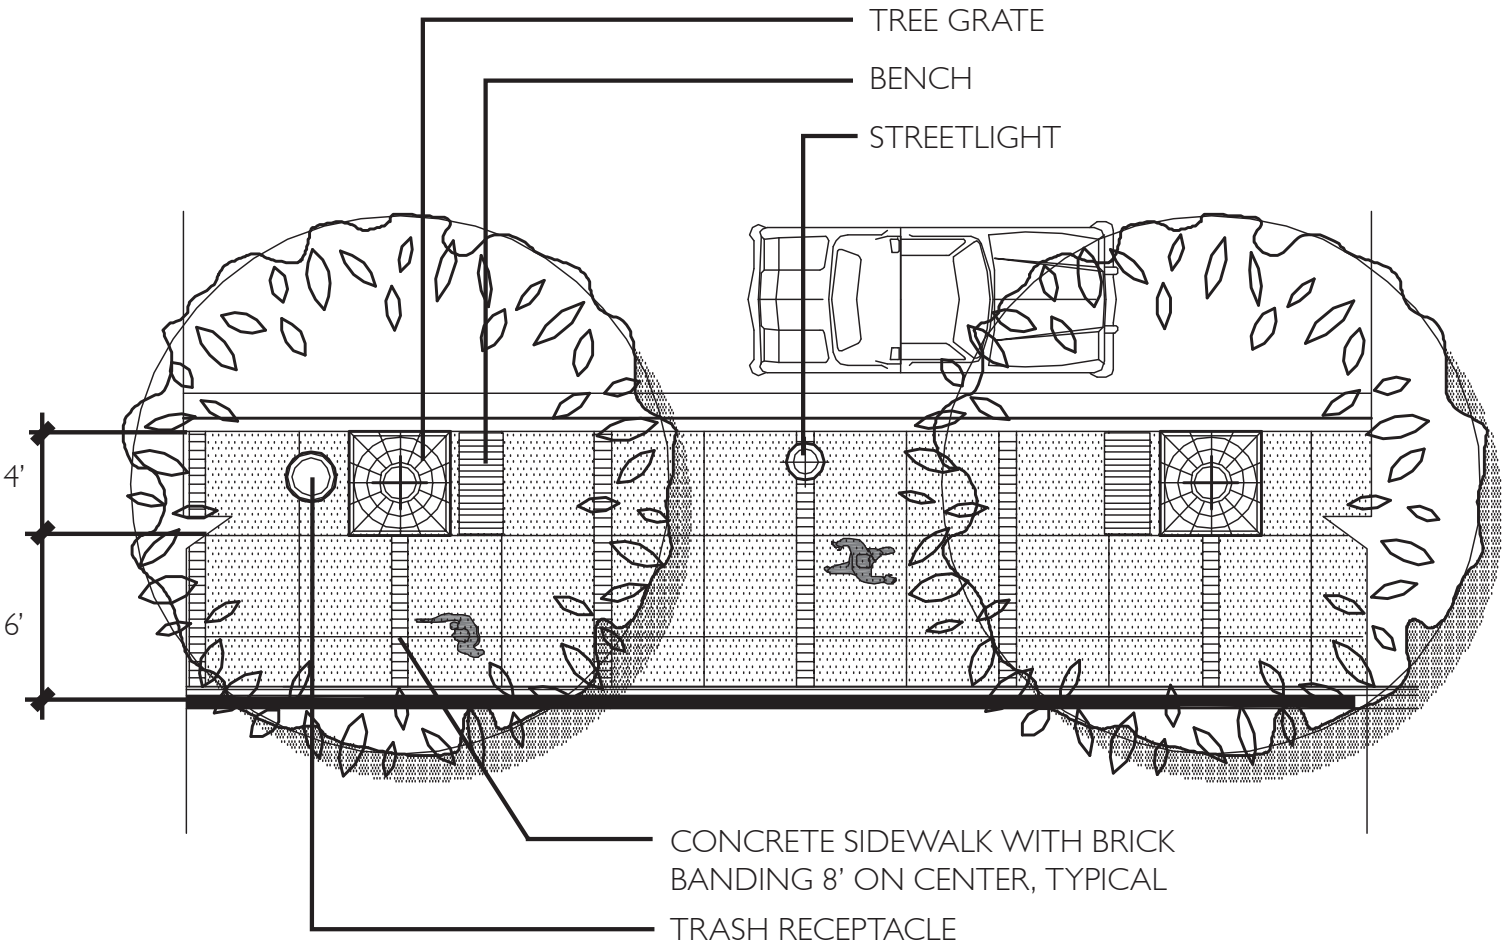 TREE GRATE
BENCH
STREETLIGHT
4’
6’
CONCRETE SIDEWALK WITH BRICK
BANDING 8’ ON CENTER, TYPICAL
TRASH RECEPTACLE